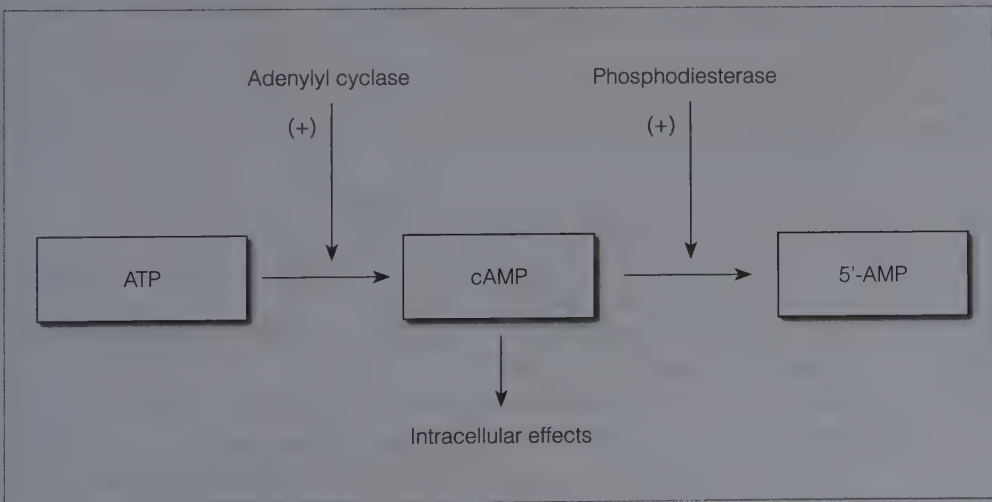 Adenylyl cyclase
Phosphodiesterase
(+)
(+)
ATP
cAMP
5'-AMP
Intracellular effects